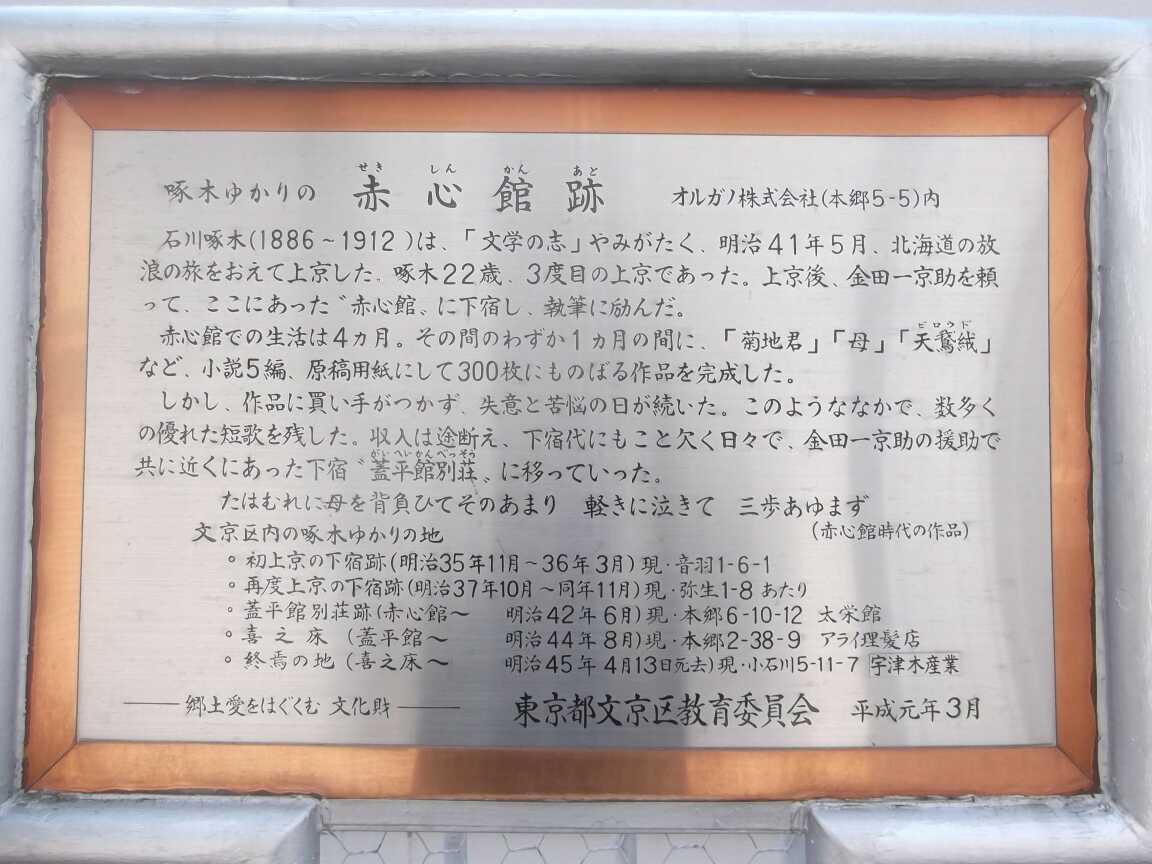 啄木ゆかりの 赤心館跡 オルガノ株式会社(本郷5-5)内
せき しん かん あと
石川啄木(1886～1912)は、「文学の志」やみがたく、明治41年5月、北海道の放
浪の旅をおえて上京した。啄木22歳、3度目の上京であった。上京後、金田一京助を頼
って、ここにあった〝赤心館〟に下宿し、執筆に励んだ。
赤心館での生活は4ヵ月。その間のわずか1ヵ月の間に、「菊地君」「母」「天鵞絨」
ビロウド
など、小説5編、原稿用紙にして300枚にものばる作品を完成した。
しかし、作品に買い手がつかず、失意と苦悩の日が続いた。このようななかで、数多く
の優れた短歌を残した。収入は途断え、下宿代にもこと欠く日々で、金田一京助の援助で
共に近くにあった下宿〝蓋平館別荘〟に移っていった。
がいへいかんべっそう
たはむれに母を背負ひてそのあまり 軽きに泣きて 三歩あゆまず
(赤心館時代の作品)
文京区内の啄木ゆかりの地
。初上京の下宿跡(明治35年11月～36年3月)現・音羽1-6-1
。再度上京の下宿跡(明治37年10月～同年11月)現・弥生1-8あたり
。蓋平館別荘跡(赤心館～ 明治42年6月)現・本郷6-10-12 太栄館
。喜之床 (蓋平館～ 明治44年8月)現・本郷2-38-9 アライ理髪店
。終焉の地(喜之床～ 明治45年4月13日死去)現・小石川5-11-7 宇津木産業
郷土愛をはぐくむ 文化財 東京都文京区教育委員会 平成元年3月